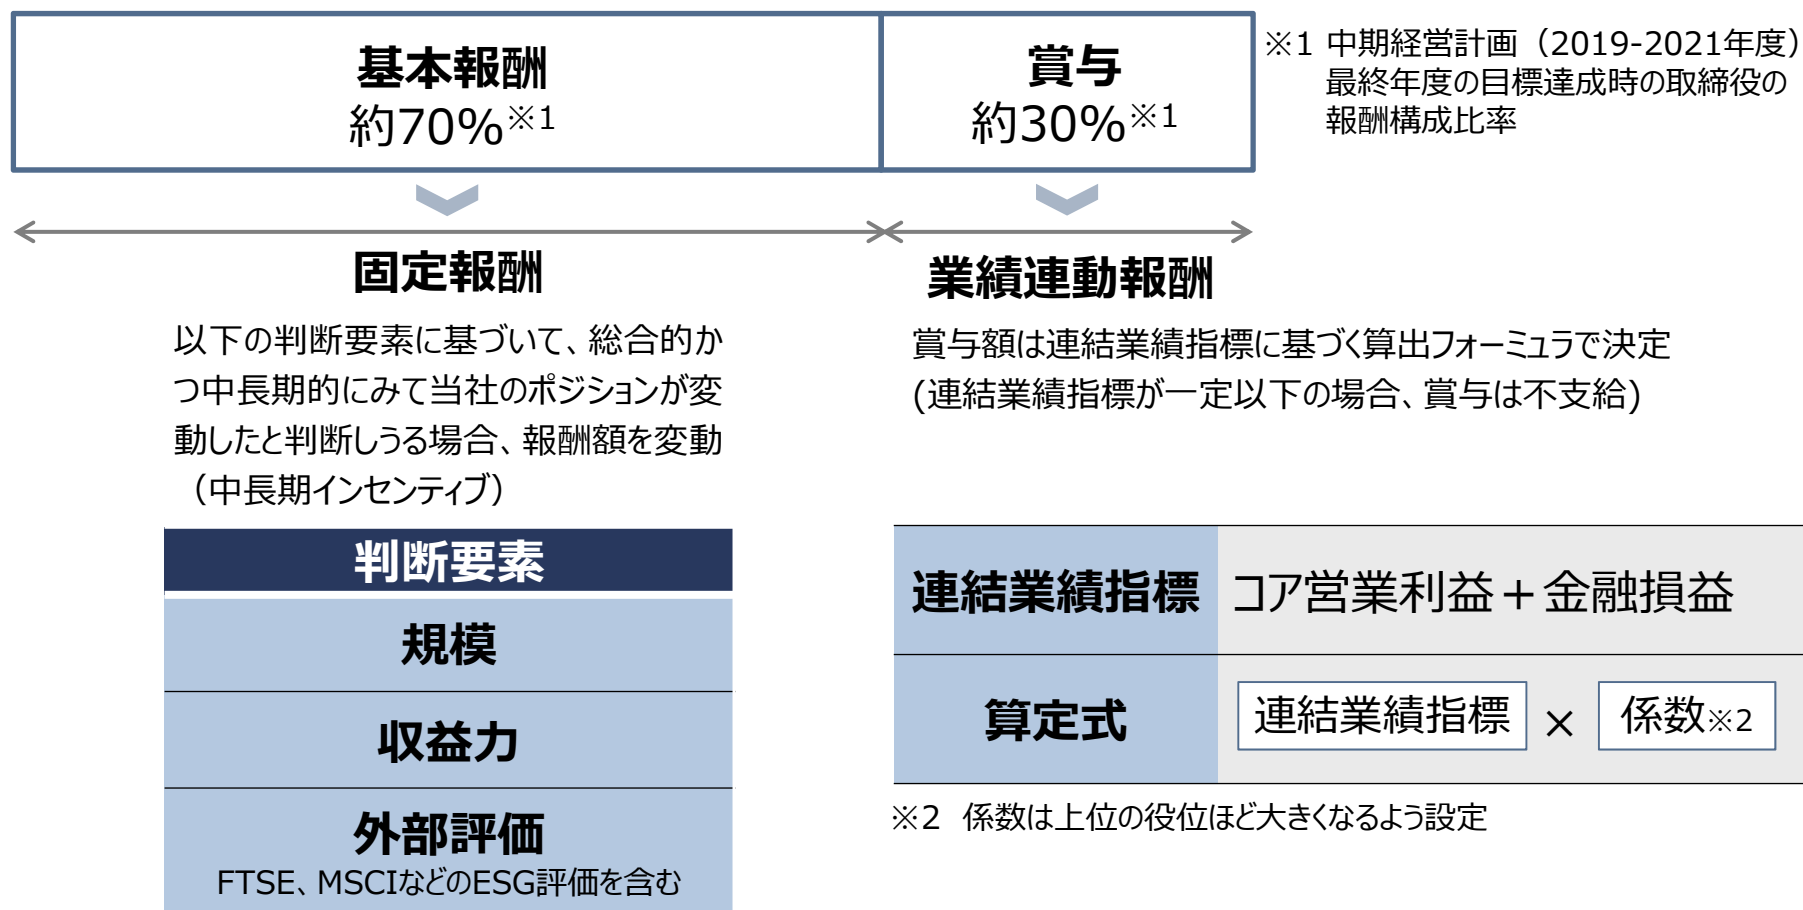 基本報酬
約70%※1
賞与
約30%※1
※1 中期経営計画（2019-2021年度）
最終年度の目標達成時の取締役の
報酬構成比率
固定報酬
以下の判断要素に基づいて、総合的か
つ中長期的にみて当社のポジションが変
動したと判断しうる場合、報酬額を変動
（中長期インセンティブ）
判断要素
規模
収益力
外部評価
FTSE、MSCIなどのESG評価を含む
業績連動報酬
賞与額は連結業績指標に基づく算出フォーミュラで決定
(連結業績指標が一定以下の場合、賞与は不支給)
連結業績指標 コア営業利益＋金融損益
算定式 連結業績指標 × 係数※2
※2 係数は上位の役位ほど大きくなるよう設定